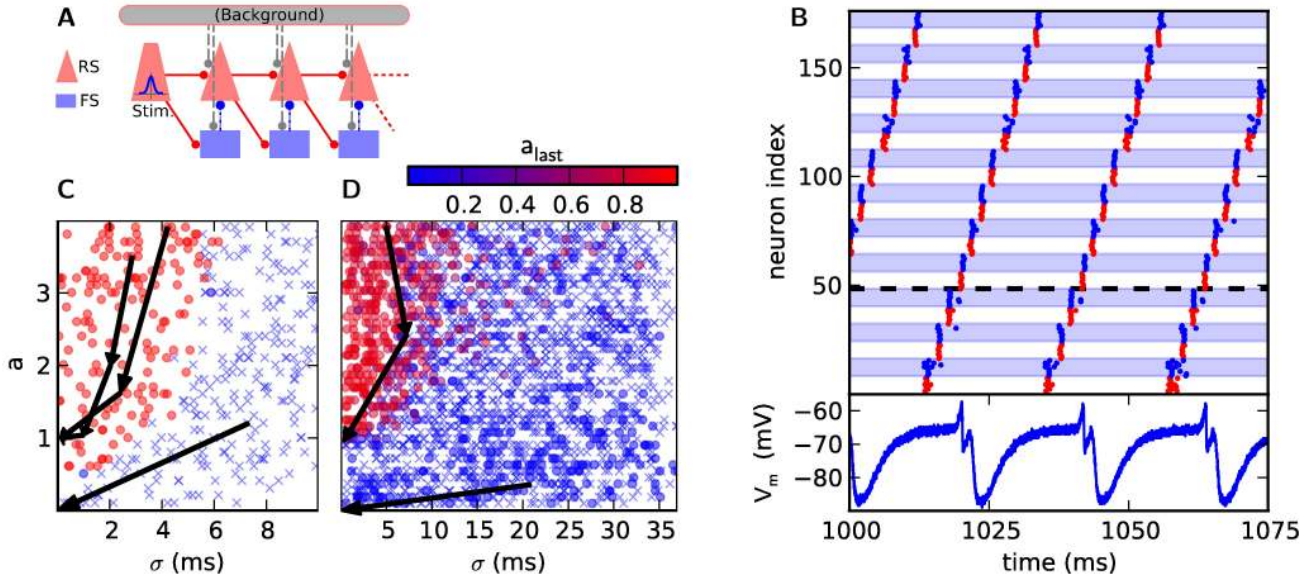 A
(Background)
RS
FS
Stim.
B
neuron index
150
100
50
V_m (mV)
−60
−70
−80
1000
1025
1050
1075
time (ms)
a_last
0.2 0.4 0.6 0.8
C
a
3
2
1
2 4 6 8
σ (ms)
D
5 10 15 20 25 30 35
σ (ms)